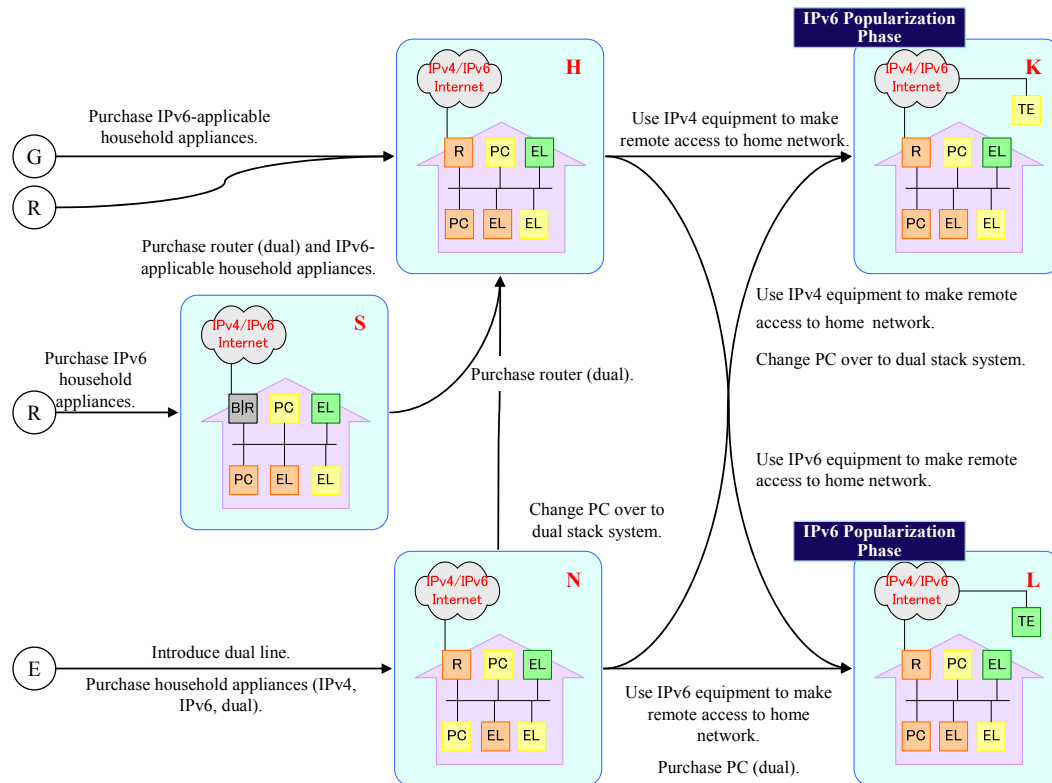 IPv6 Popularization
Phase
H
IPv4/IPv6
Internet
R
PC
EL
PC
EL
EL
K
IPv4/IPv6
Internet
TE
R
PC
EL
PC
EL
EL
Purchase IPv6-applicable
household appliances.
G
R
Use IPv4 equipment to make
remote access to home network.
Purchase router (dual) and IPv6-
applicable household appliances.
S
IPv4/IPv6
Internet
B|R
PC
EL
PC
EL
EL
Purchase IPv6
household
appliances.
R
Purchase router (dual).
Use IPv4 equipment to make remote
access to home network.
Change PC over to dual stack system.
Use IPv6 equipment to make remote
access to home network.
Change PC over to
dual stack system.
IPv6 Popularization
Phase
N
IPv4/IPv6
Internet
R
PC
EL
PC
EL
EL
L
IPv4/IPv6
Internet
TE
R
PC
EL
PC
EL
EL
E
Introduce dual line.
Purchase household appliances (IPv4,
IPv6, dual).
Use IPv6 equipment to make
remote access to home
network.
Purchase PC (dual).